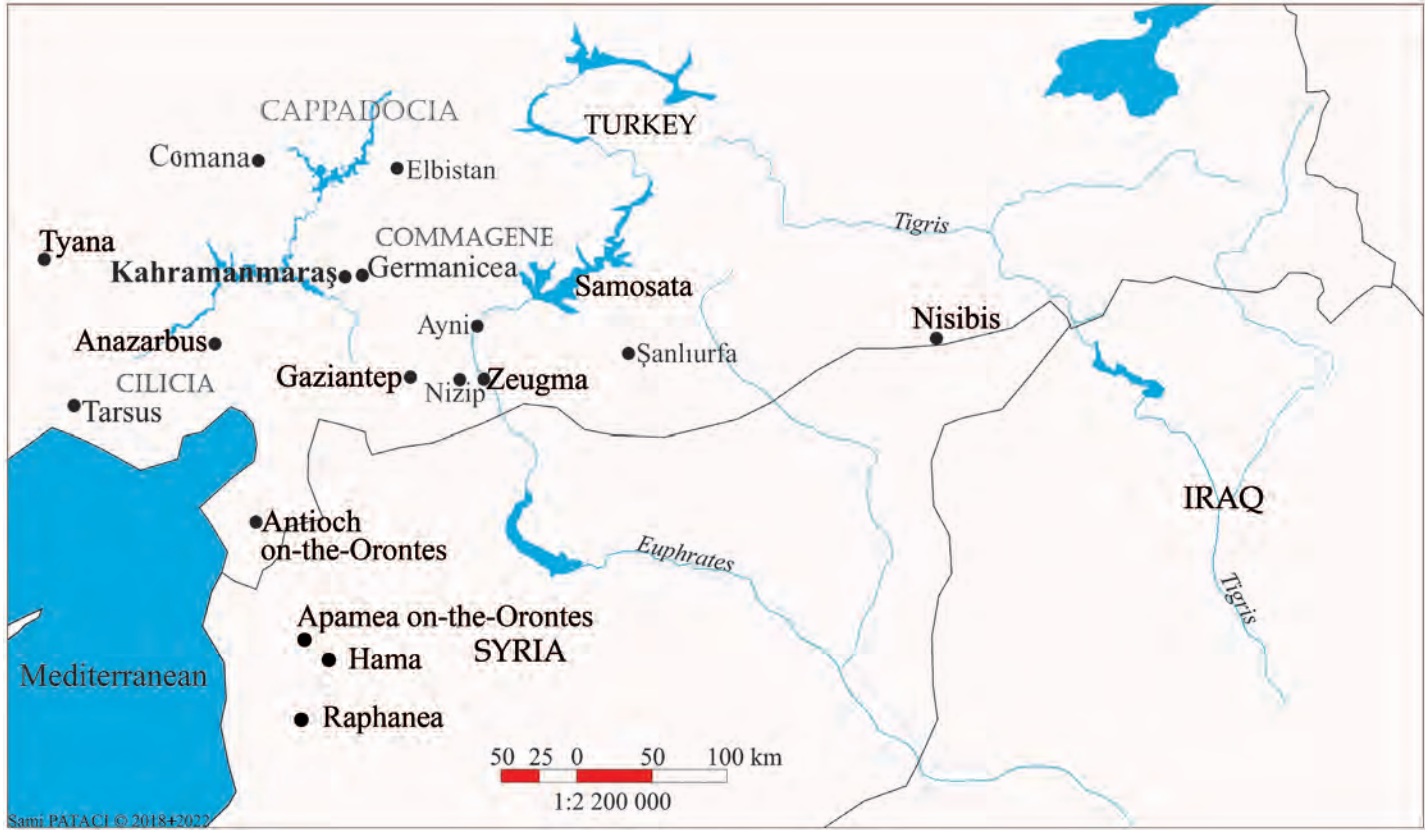 CAPPADOCIA
TURKEY
Comana
Elbistan
Tigris
Tyana
COMMAGENE
Kahramanmaraş
Germanicea
Samosata
Ayni
Nisibis
Anazarbus
Şanlıurfa
CILICIA
Gaziantep
Nizip
Zeugma
Tarsus
IRAQ
Antioch
on-the-Orontes
Euphrates
Tigris
Apamea on-the-Orontes
SYRIA
Hama
Mediterranean
Raphanea
50 25 0 50 100 km
1:2 200 000
Sami PATACI © 2018+2022